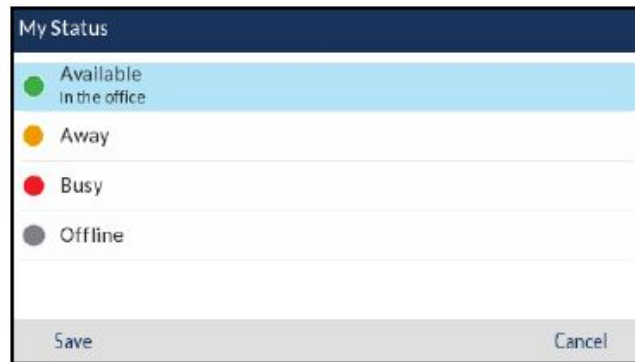 My Status
Available
In the office
Away
Busy
Offline
Save Cancel